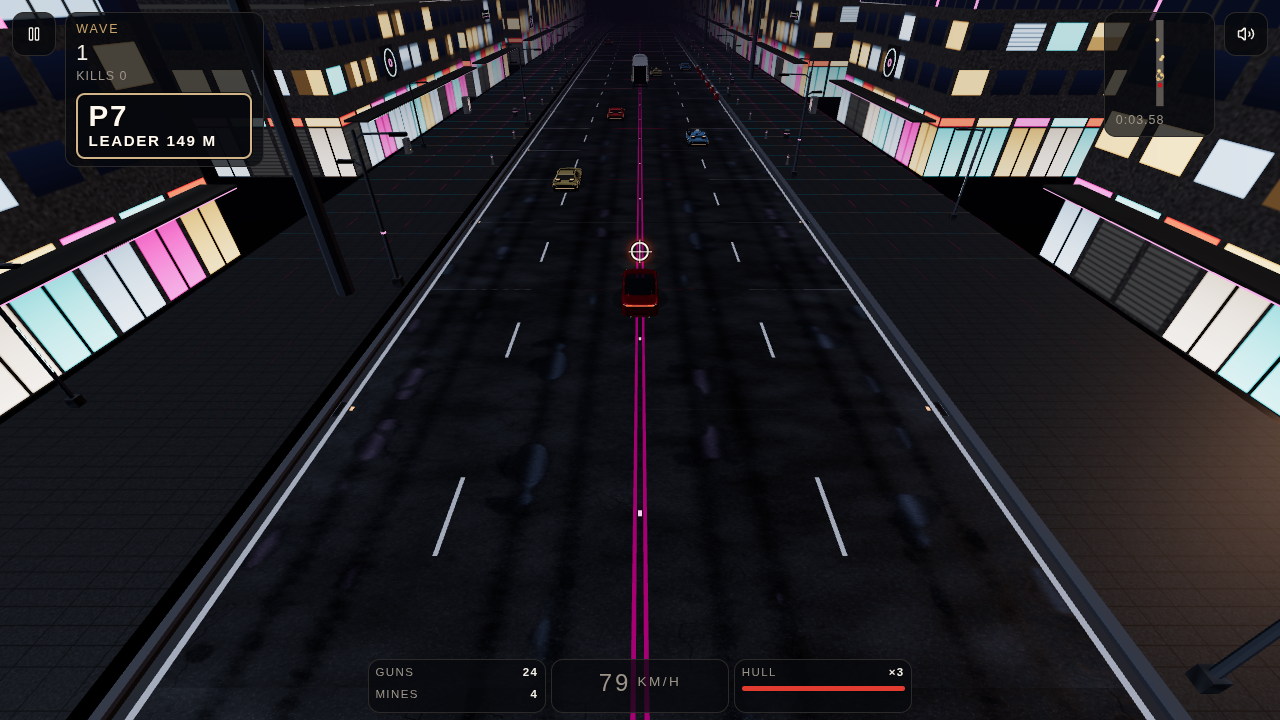 WAVE
1
KILLS 0
P7
LEADER 149 M
0:03.58
GUNS 24
MINES 4
79 KM/H
HULL ×3